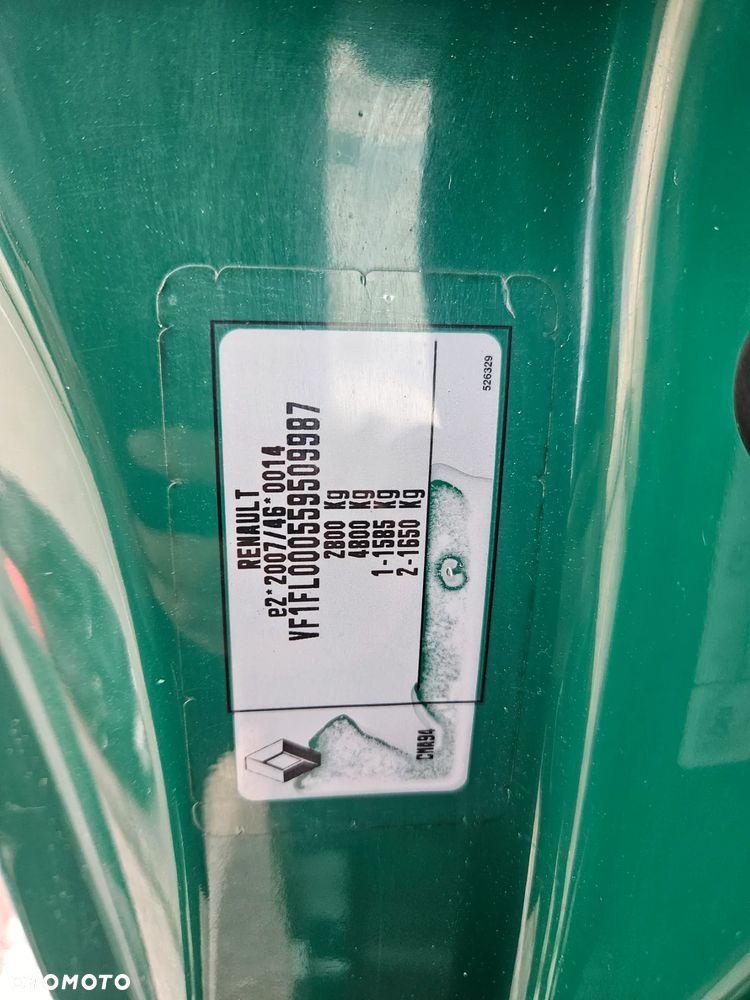 RENAULT
e2*2007/46*0014
VF1FL000559509987
2800 Kg
4800 Kg
1-1585 Kg
2-1650 Kg
526329
CMA94
OTOMOTO